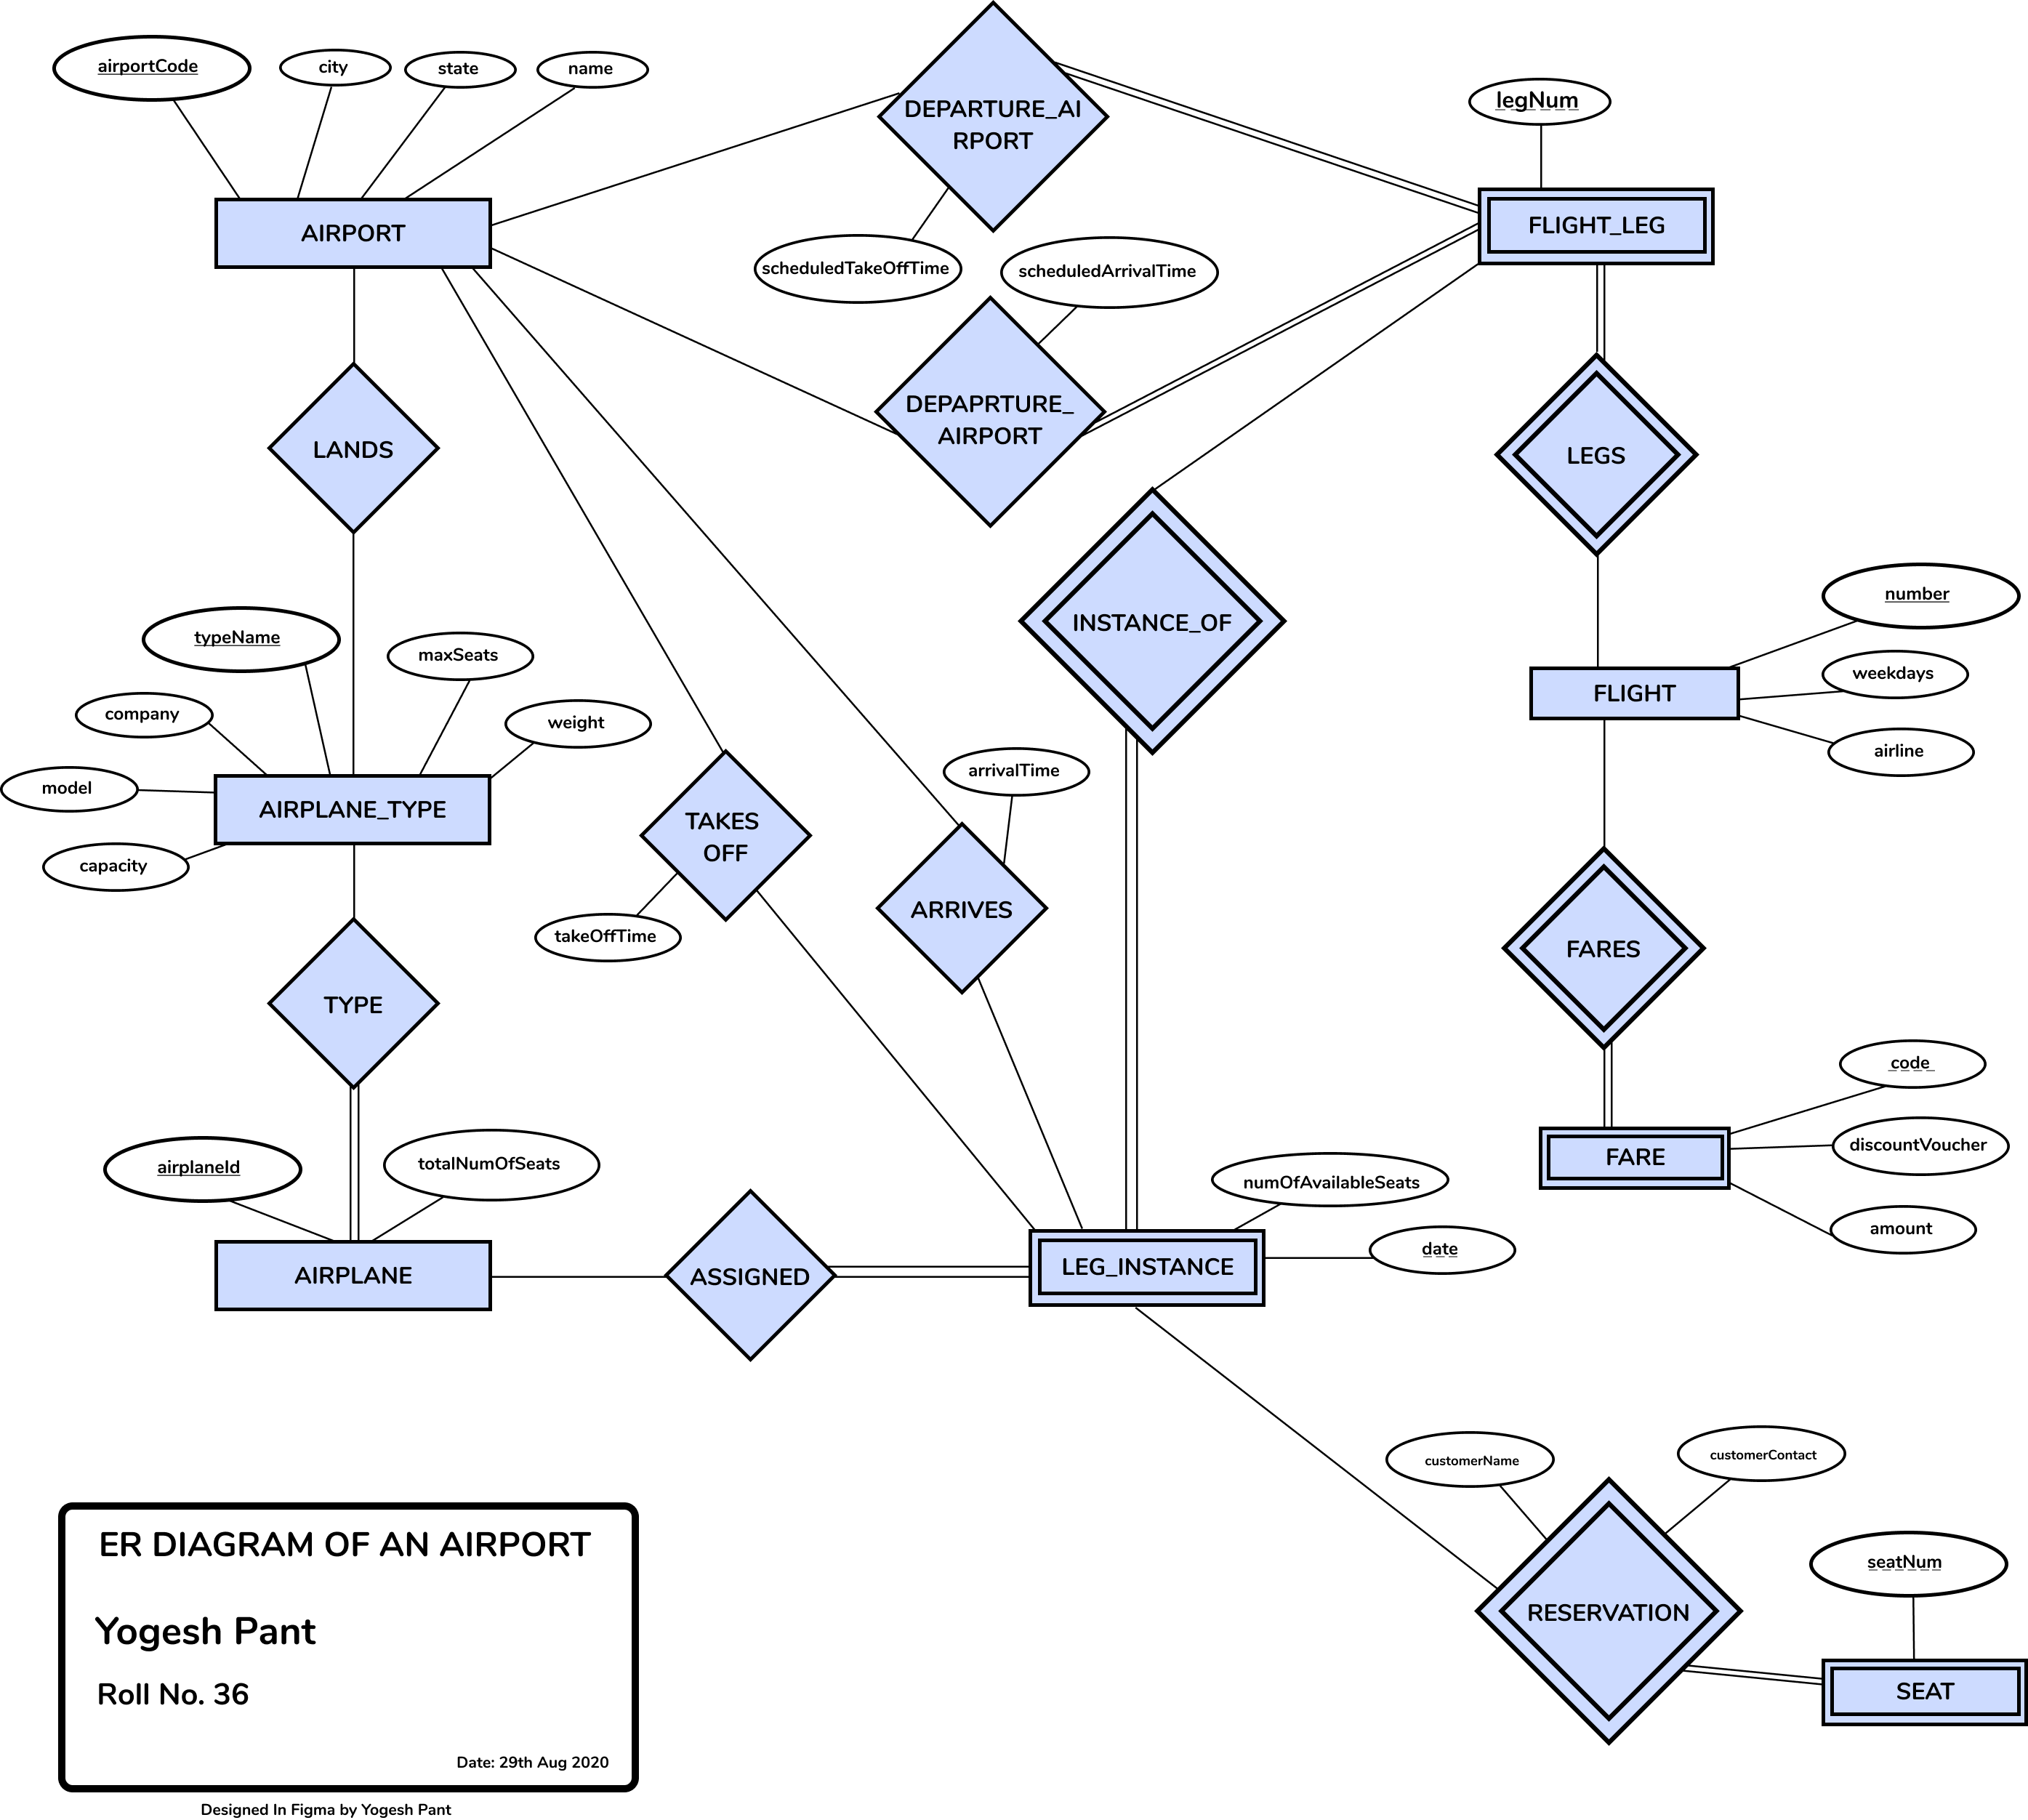 airportCode
city
state
name
DEPARTURE_AI
RPORT
legNum
AIRPORT
FLIGHT_LEG
scheduledTakeOffTime
scheduledArrivalTime
DEPAPRTURE_
AIRPORT
LANDS
LEGS
INSTANCE_OF
number
typeName
maxSeats
weekdays
FLIGHT
company
weight
airline
model
arrivalTime
AIRPLANE_TYPE
TAKES
OFF
capacity
ARRIVES
takeOffTime
FARES
TYPE
code
discountVoucher
FARE
airplaneId
totalNumOfSeats
numOfAvailableSeats
amount
date
AIRPLANE
ASSIGNED
LEG_INSTANCE
customerName
customerContact
ER DIAGRAM OF AN AIRPORT
seatNum
Yogesh Pant
RESERVATION
Roll No. 36
SEAT
Date: 29th Aug 2020
Designed In Figma by Yogesh Pant